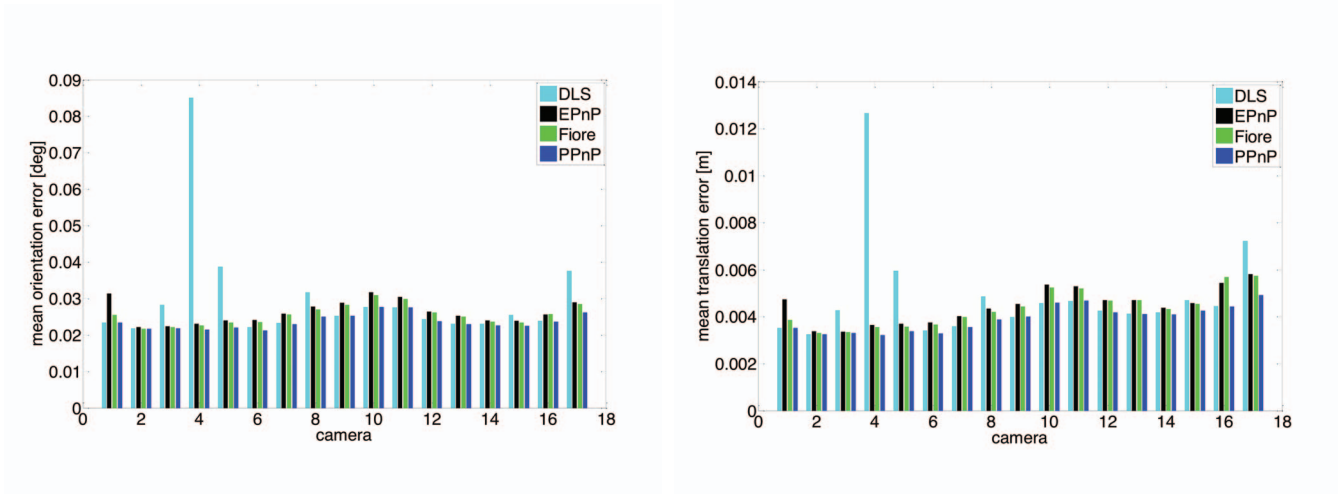 mean orientation error [deg]
0.09
0.08
0.07
0.06
0.05
0.04
0.03
0.02
0.01
0
DLS
EPnP
Fiore
PPnP
0 2 4 6 8 10 12 14 16 18
camera
mean translation error [m]
0.014
0.012
0.01
0.008
0.006
0.004
0.002
0
DLS
EPnP
Fiore
PPnP
0 2 4 6 8 10 12 14 16 18
camera